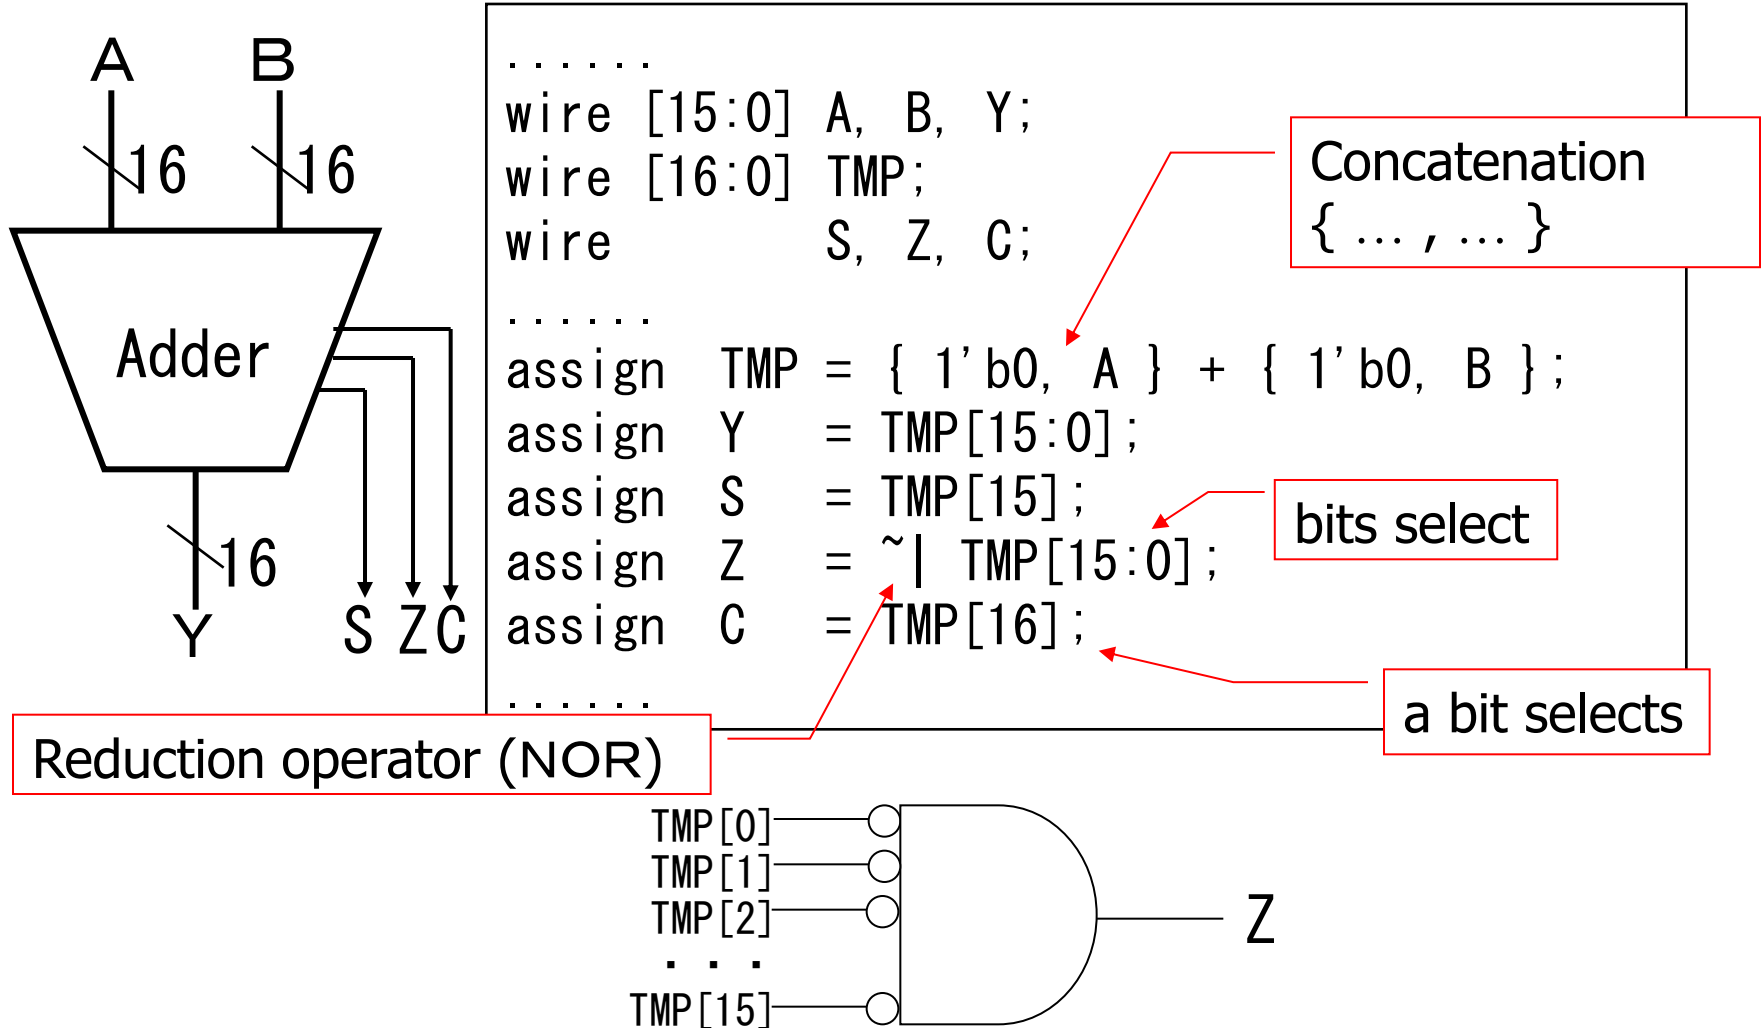 A B
16 16
Adder
16
Y S Z C
. . . . . .
wire [15:0] A, B, Y;
wire [16:0] TMP;
wire S, Z, C;
. . . . . .
assign TMP = { 1'b0, A } + { 1'b0, B };
assign Y = TMP[15:0];
assign S = TMP[15];
assign Z = ~| TMP[15:0];
assign C = TMP[16];
. . . . . .
Concatenation
{ … , … }
bits select
a bit selects
Reduction operator (NOR)
TMP[0]
TMP[1]
TMP[2]
. . .
TMP[15]
Z